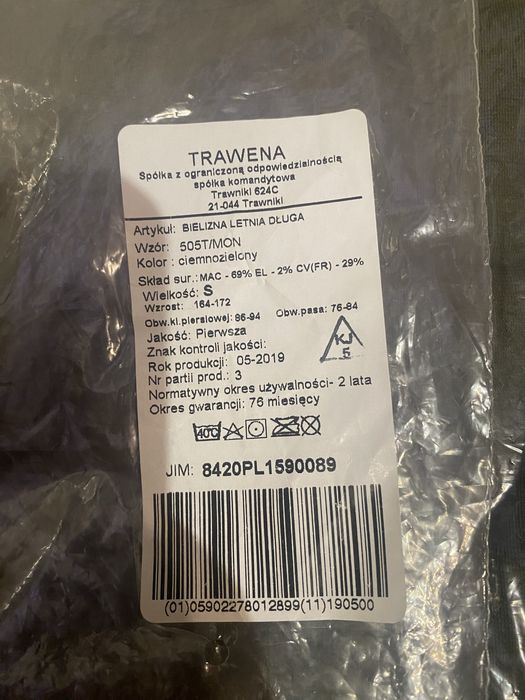 TRAWENA
Spółka z ograniczoną odpowiedzialnością
spółka komandytowa
Trawniki 624C
21-044 Trawniki
Artykuł: BIELIZNA LETNIA DŁUGA
Wzór: 505T/MON
Kolor : ciemnozielony
Skład sur.: MAC - 69% EL - 2% CV(FR) - 29%
Wielkość: S
Wzrost: 164-172
Obw.kl.piersiowej: 86-94 Obw.pasa: 76-84
Jakość: Pierwsza
Znak kontroli jakości:
KJ
5
Rok produkcji: 05-2019
Nr partii prod.: 3
Normatywny okres używalności- 2 lata
Okres gwarancji: 76 miesięcy
40C
JIM: 8420PL1590089
(01)05902278012899(11)190500